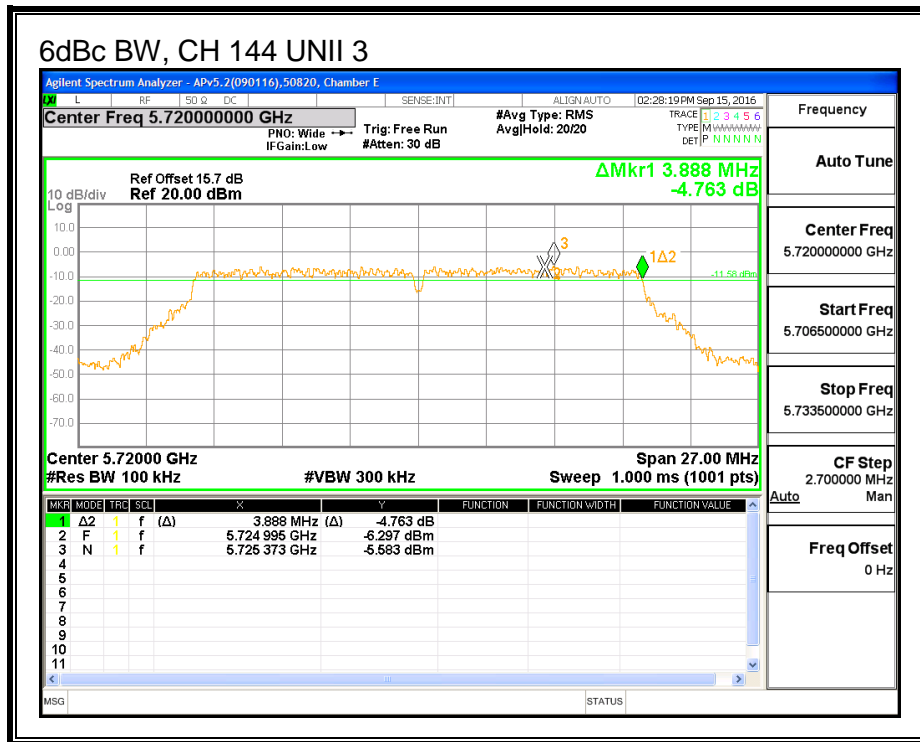 6dBc BW, CH 144 UNII 3
Agilent Spectrum Analyzer - APv5.2(090116),50820, Chamber E
LXI L RF 50 Ω DC SENSE:INT ALIGN AUTO 02:28:19 PM Sep 15, 2016
Center Freq 5.720000000 GHz #Avg Type: RMS TRACE 1 2 3 4 5 6
PNO: Wide Trig: Free Run Avg|Hold: 20/20 TYPE M WWWWW
IFGain:Low #Atten: 30 dB DET P N N N N N
Frequency
Auto Tune
Center Freq
5.720000000 GHz
Start Freq
5.706500000 GHz
Stop Freq
5.733500000 GHz
CF Step
2.700000 MHz
Auto Man
Freq Offset
0 Hz
ΔMkr1 3.888 MHz
-4.763 dB
Ref Offset 15.7 dB
10 dB/div Ref 20.00 dBm
Log
10.0
0.00
-10.0
-20.0
-30.0
-40.0
-50.0
-60.0
-70.0
3
1Δ2
2
-11.58 dBm
Center 5.72000 GHz Span 27.00 MHz
#Res BW 100 kHz #VBW 300 kHz Sweep 1.000 ms (1001 pts)
MKR MODE TRC SCL X Y FUNCTION FUNCTION WIDTH FUNCTION VALUE
1 Δ2 1 f (Δ) 3.888 MHz (Δ) -4.763 dB
2 F 1 f 5.724 995 GHz -6.297 dBm
3 N 1 f 5.725 373 GHz -5.583 dBm
4
5
6
7
8
9
10
11
MSG STATUS